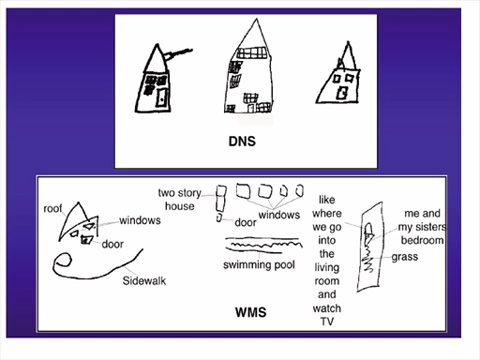 DNS
roof
windows
door
Sidewalk
two story
house
windows
door
swimming pool
like
where
we go
into
the
living
room
and
watch
TV
me and
my sisters
bedroom
grass
WMS